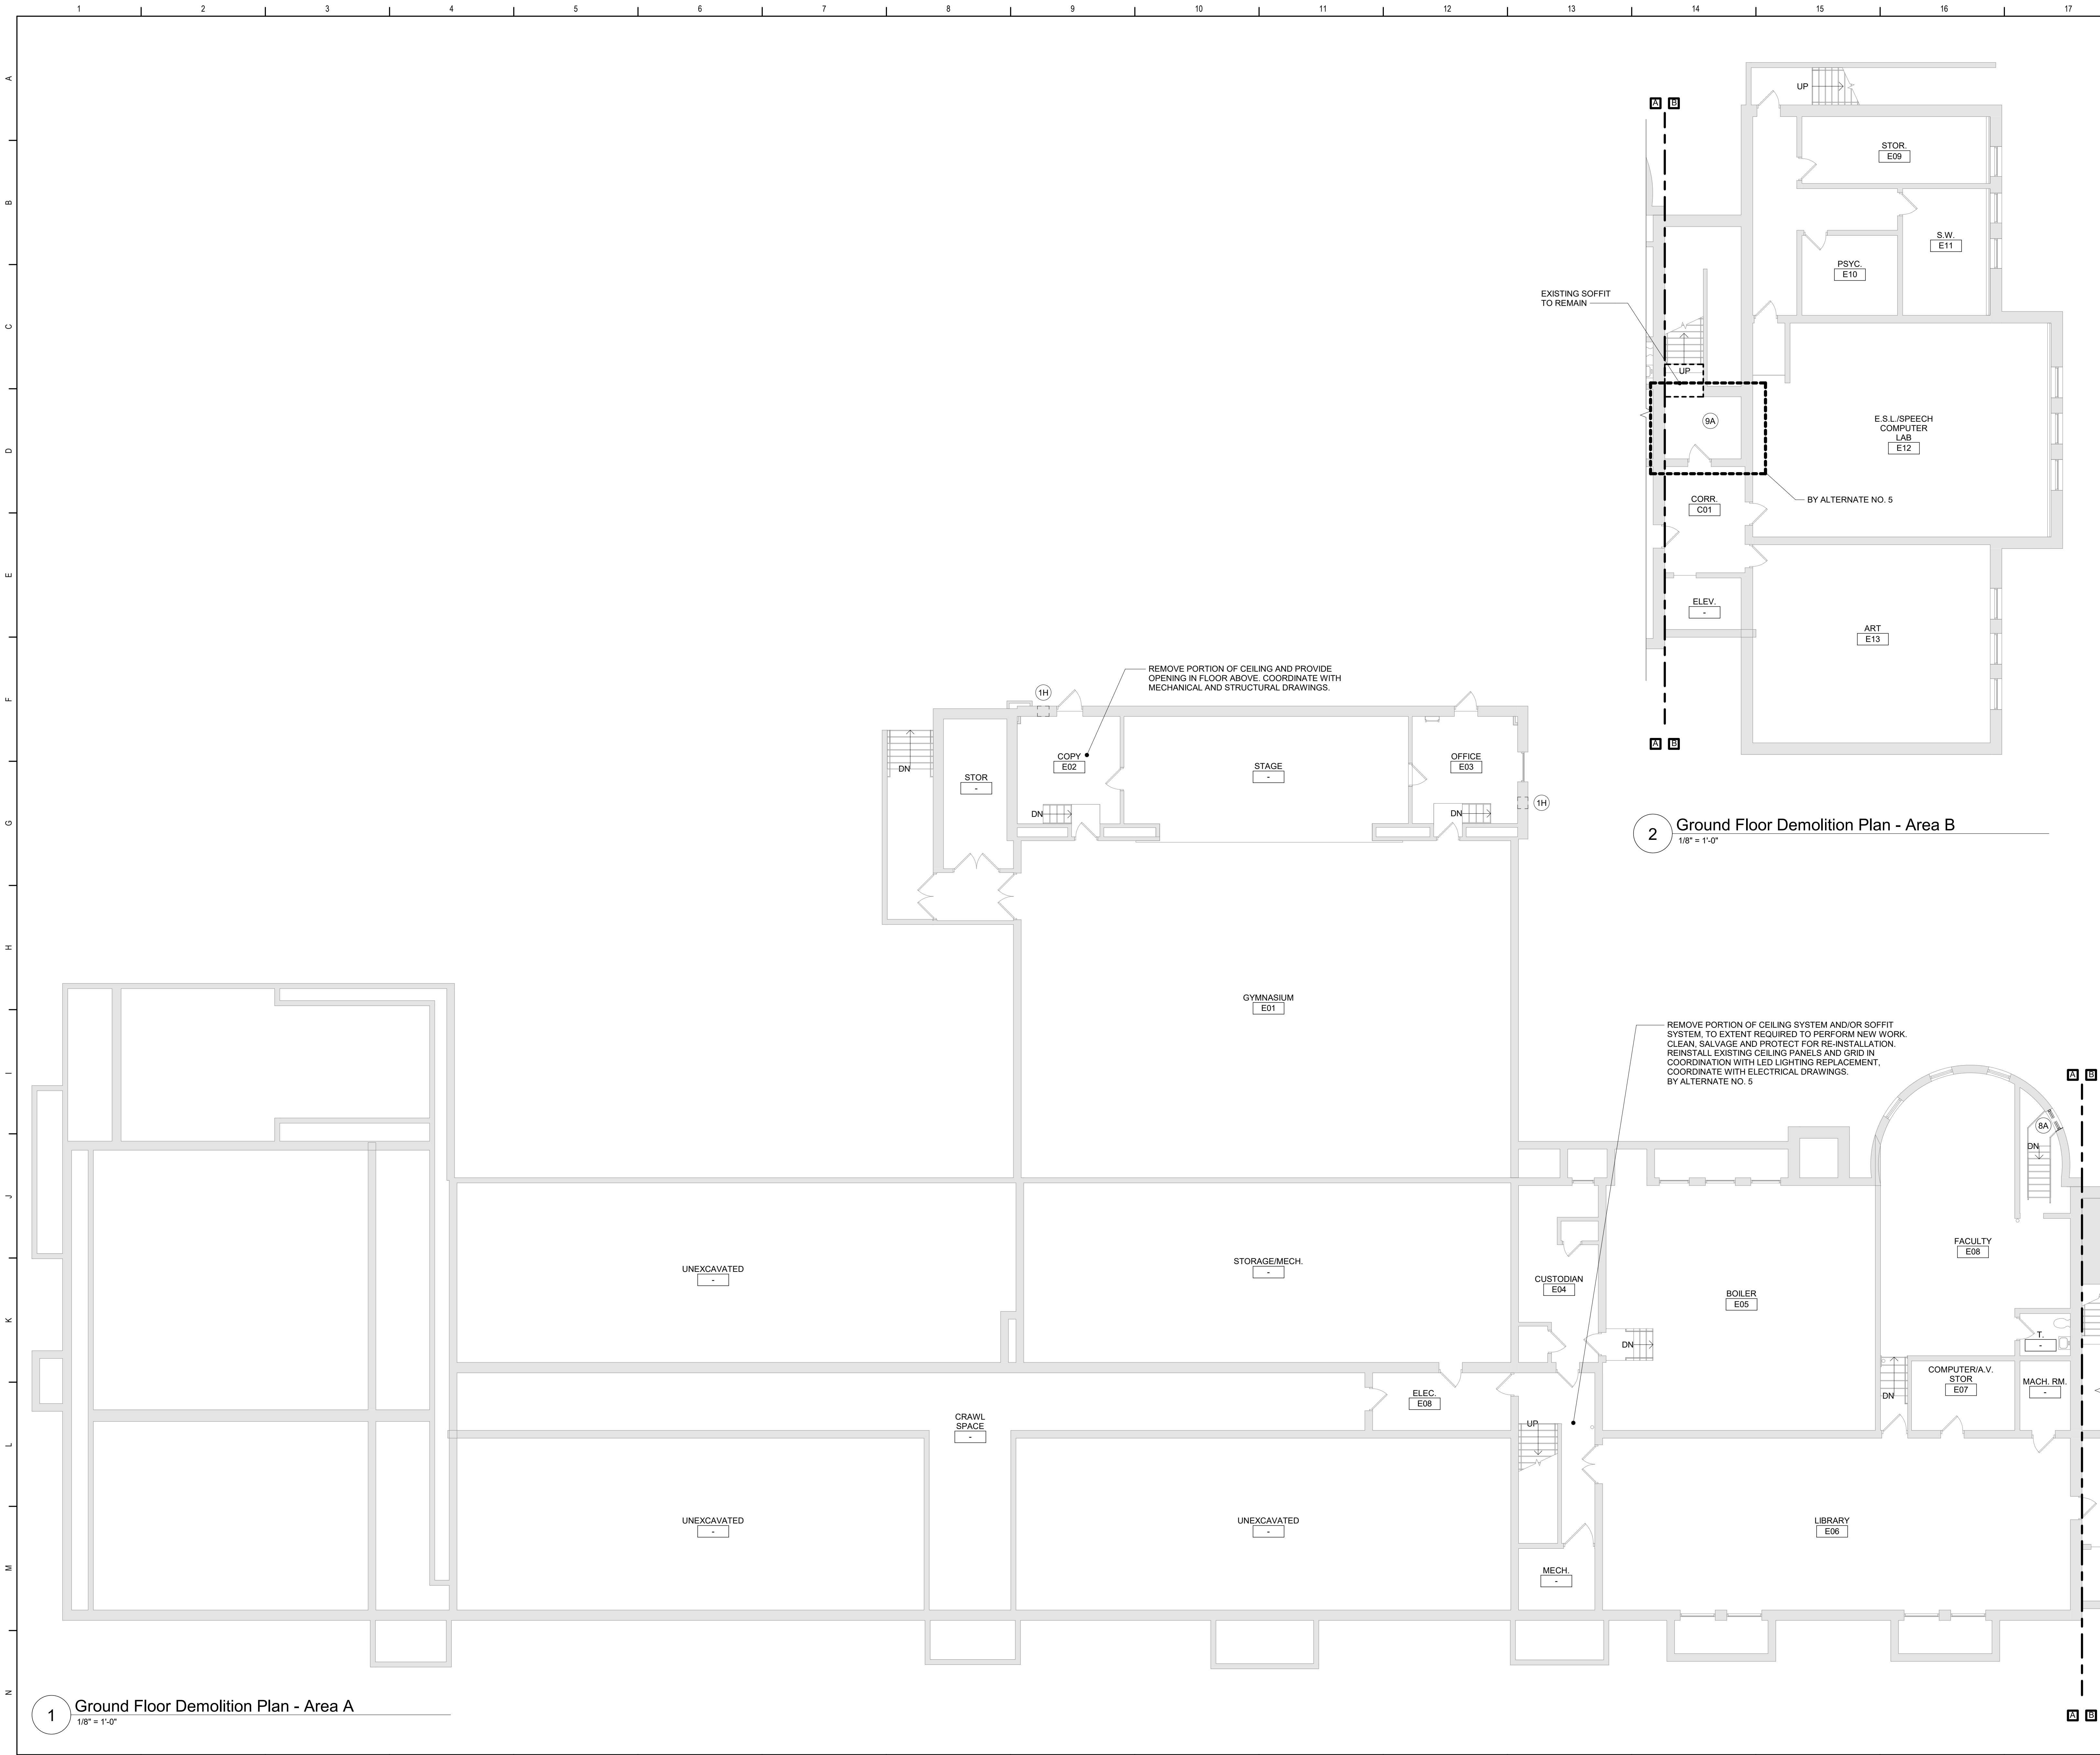 1 2 3 4 5 6 7 8 9 10 11 12 13 14 15 16 17
A
B
C
D
E
F
G
H
I
J
K
L
M
N
A B
UP
STOR.
E09
S.W.
E11
PSYC.
E10
EXISTING SOFFIT
TO REMAIN
UP
9A
E.S.L./SPEECH
COMPUTER
LAB
E12
BY ALTERNATE NO. 5
CORR.
C01
ELEV.
-
ART
E13
A B
2
Ground Floor Demolition Plan - Area B
1/8" = 1'-0"
REMOVE PORTION OF CEILING AND PROVIDE
OPENING IN FLOOR ABOVE. COORDINATE WITH
MECHANICAL AND STRUCTURAL DRAWINGS.
1H
DN
STOR
-
COPY
E02
DN
STAGE
-
OFFICE
E03
DN
1H
GYMNASIUM
E01
REMOVE PORTION OF CEILING SYSTEM AND/OR SOFFIT
SYSTEM, TO EXTENT REQUIRED TO PERFORM NEW WORK.
CLEAN, SALVAGE AND PROTECT FOR RE-INSTALLATION.
REINSTALL EXISTING CEILING PANELS AND GRID IN
COORDINATION WITH LED LIGHTING REPLACEMENT,
COORDINATE WITH ELECTRICAL DRAWINGS.
BY ALTERNATE NO. 5
A B
8A
DN
UNEXCAVATED
-
STORAGE/MECH.
-
CUSTODIAN
E04
BOILER
E05
FACULTY
E08
DN
T.
-
COMPUTER/A.V.
STOR
E07
MACH. RM.
-
DN
CRAWL
SPACE
-
ELEC.
E08
UP
UNEXCAVATED
-
UNEXCAVATED
-
LIBRARY
E06
MECH.
-
1
Ground Floor Demolition Plan - Area A
1/8" = 1'-0"
A B